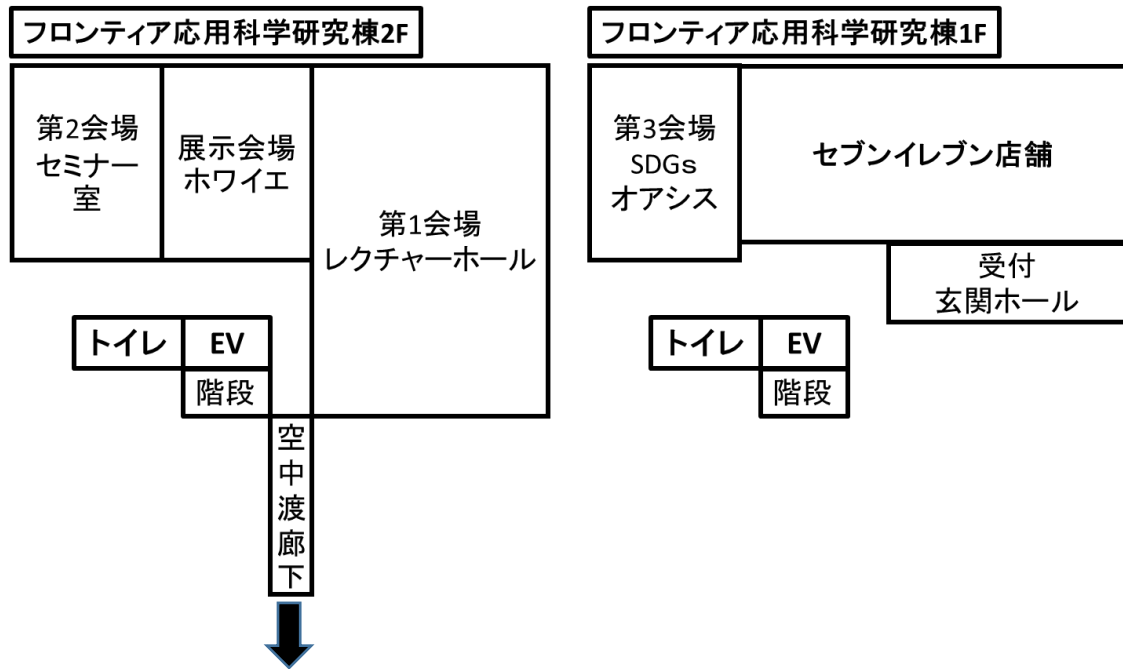 フロンティア応用科学研究棟2F
第2会場
セミナー
室
展示会場
ホワイエ
第1会場
レクチャーホール
トイレ
EV
階段
空
中
渡
廊
下
フロンティア応用科学研究棟1F
第3会場
SDGs
オアシス
セブンイレブン店舗
受付
玄関ホール
トイレ
EV
階段